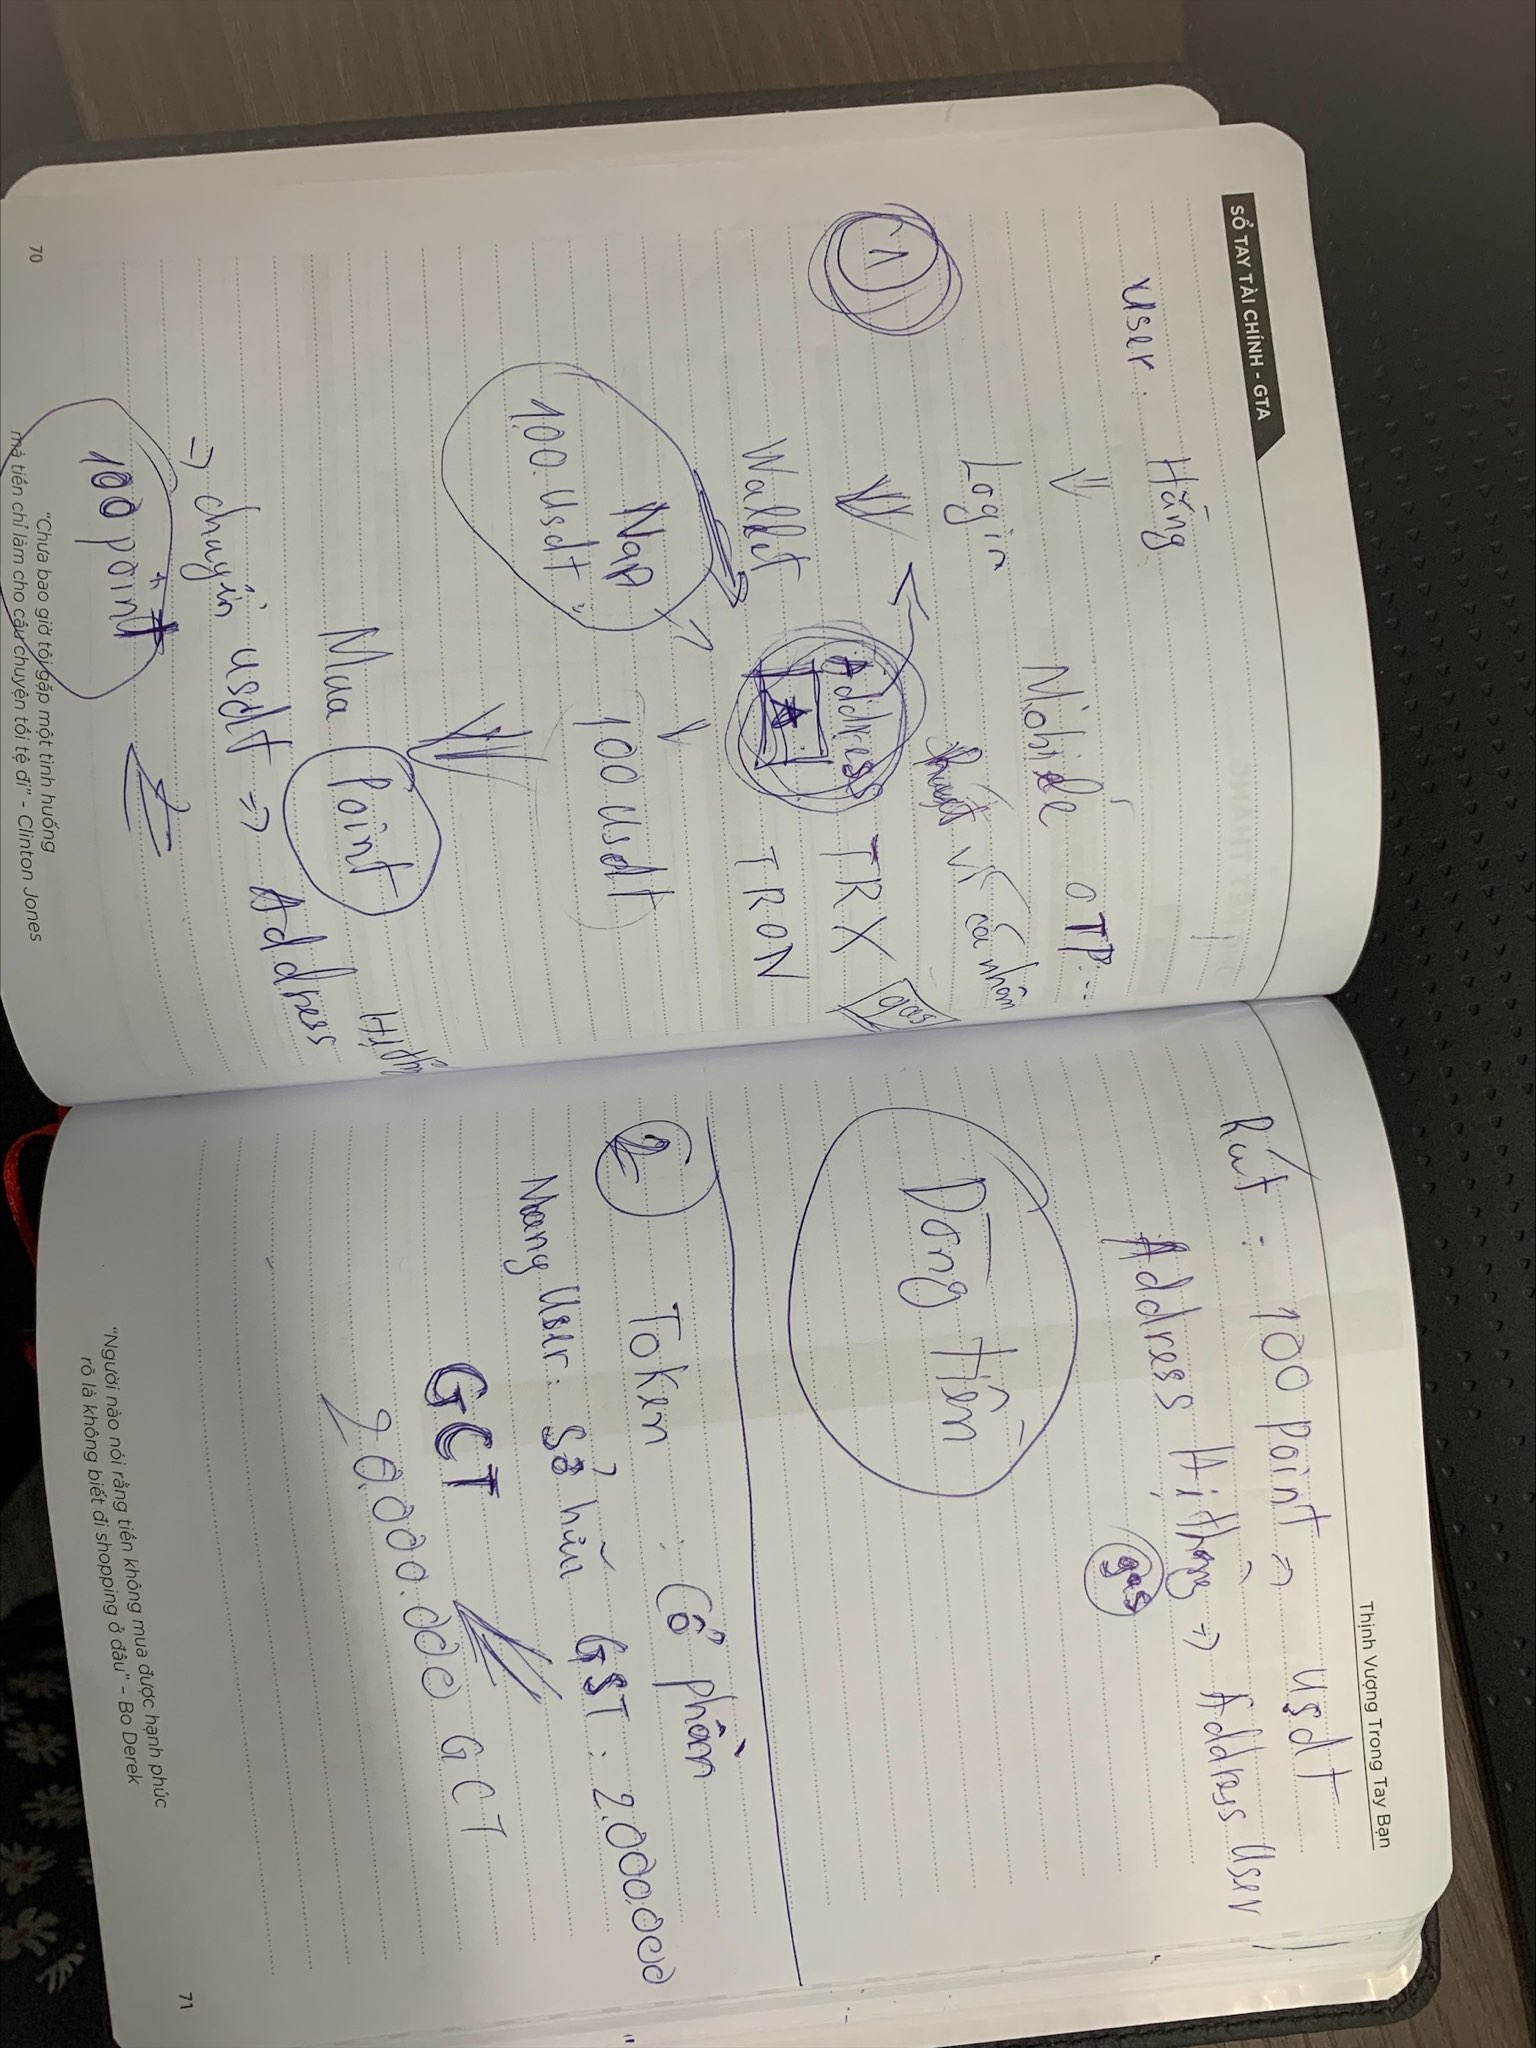 SỔ TAY TÀI CHÍNH - GTA
User: Hằng
Mobile OTP...
Login
Rút ví cá nhân
1
Address TRX gas
A
Wallet TRON
Nạp
100 usdt
100 usdt
Mua Point
=> chuyển usdt => Address Hệ thống
100 point
70
"Chưa bao giờ tôi gặp một tình huống
mà tiền chỉ làm cho câu chuyện tồi tệ đi" - Clinton Jones
Thịnh Vượng Trong Tay Bạn
Rút : 100 point => usdt
Address Hệ thống => Address User
gas
Dòng tiền
2 Token : Cổ phần
Mang User: Sở hữu GST: 2.000.000
GCT
20.000.000 GCT
71
"Người nào nói rằng tiền không mua được hạnh phúc
rõ là không biết đi shopping ở đâu" - Bo Derek